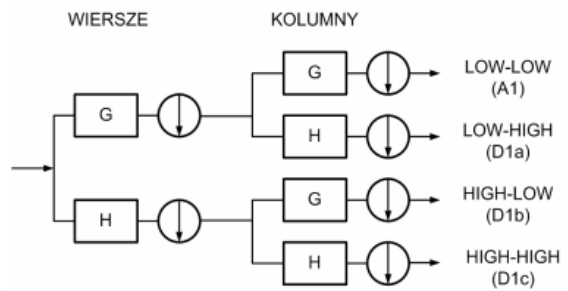 WIERSZE
KOLUMNY
G
LOW-LOW
(A1)
G
H
LOW-HIGH
(D1a)
H
G
HIGH-LOW
(D1b)
H
HIGH-HIGH
(D1c)